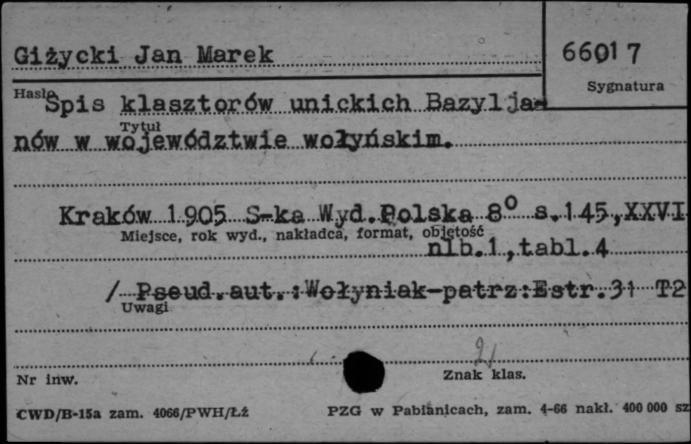 Giżycki Jan Marek
66017
Sygnatura
Hasło
Spis klasztorów unickich Bazylja-
Tytuł
nów w województwie wołyńskim.
Kraków 1905 S-ka Wyd.Polska 8° s.145,XXVI
Miejsce, rok wyd., nakładca, format, objętość
nlb.1,tabl.4
/ Pseud.aut.:Wołyniak-patrz:Estr.31 T2
Uwagi
Nr inw.
Znak klas.
CWD/B-15a zam. 4066/PWH/Łź
PZG w Pabianicach, zam. 4-66 nakł. 400 000 sz